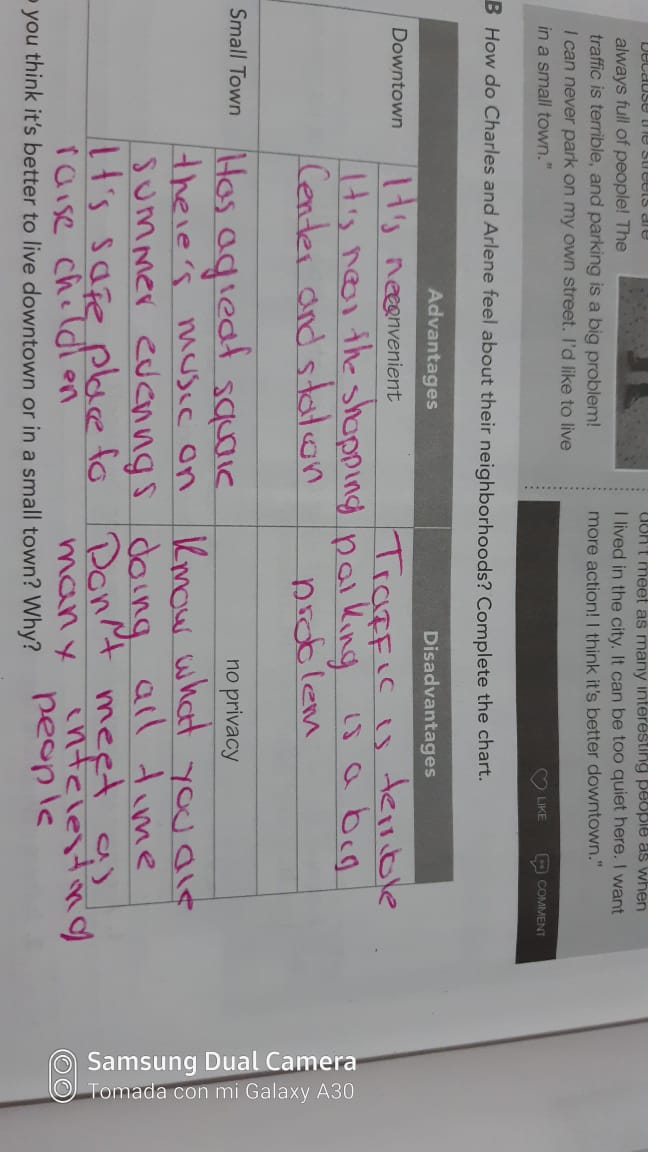 always full of people! The
traffic is terrible, and parking is a big problem!
I can never park on my own street. I'd like to live
in a small town."
don't meet as many interesting people as when
I lived in the city. It can be too quiet here. I want
more action! I think it's better downtown."
LIKE
COMMENT
B How do Charles and Arlene feel about their neighborhoods? Complete the chart.
Advantages
Disadvantages
Downtown
It's convenient
It's near the shopping
Center and station
Traffic is terrible
parking is a big
problem
Small Town
Has a great square
there's music on
summer evenings
It's safe place to
raise children
no privacy
Know what you are
doing all time
Don't meet as
many interesting
people
you think it's better to live downtown or in a small town? Why?
Samsung Dual Camera
Tomada con mi Galaxy A30